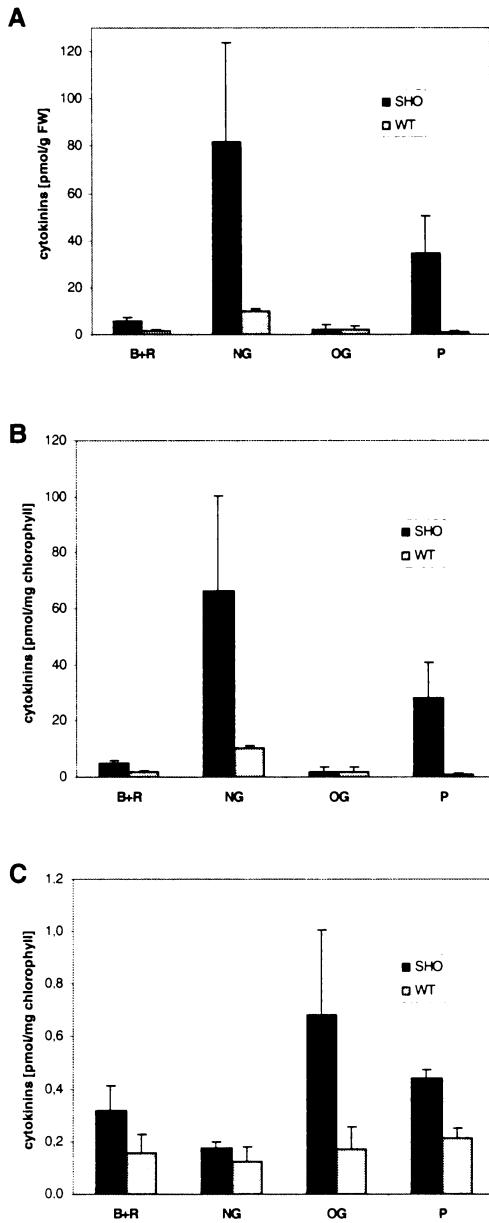 A
cytokinins [pmol/g FW]
120
100
80
60
40
20
0
SHO
WT
B+R NG OG P
B
cytokinins [pmol/mg chlorophyll]
120
100
80
60
40
20
0
SHO
WT
B+R NG OG P
C
cytokinins [pmol/mg chlorophyll]
1,2
1,0
0,8
0,6
0,4
0,2
0,0
SHO
WT
B+R NG OG P